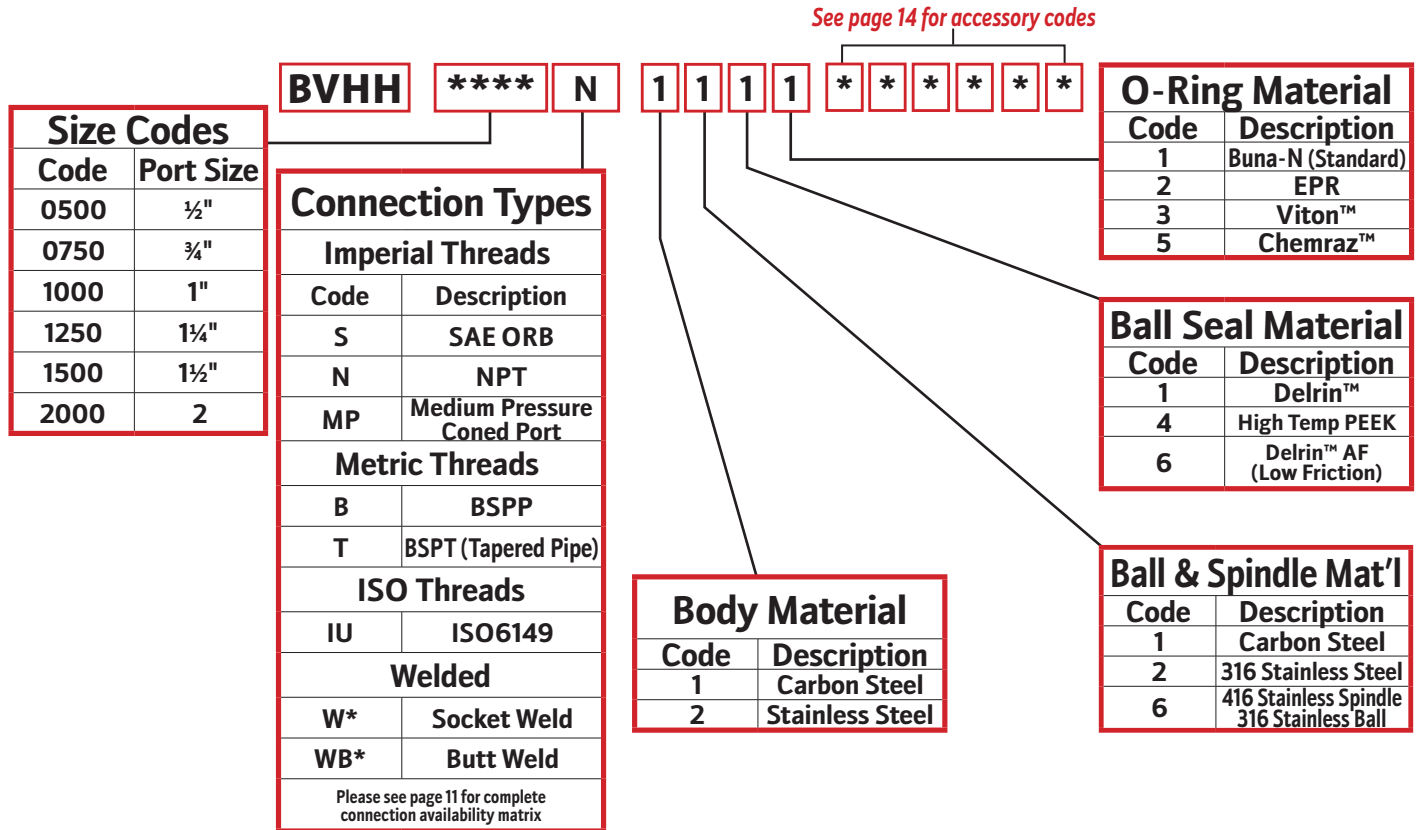 See page 14 for accessory codes
BVHH **** N 1 1 1 1 * * * * * *
Size Codes
Code Port Size
0500 ½"
0750 ¾"
1000 1"
1250 1¼"
1500 1½"
2000 2
Connection Types
Imperial Threads
Code Description
S SAE ORB
N NPT
MP Medium Pressure
Coned Port
Metric Threads
B BSPP
T BSPT (Tapered Pipe)
ISO Threads
IU ISO6149
Welded
W* Socket Weld
WB* Butt Weld
Please see page 11 for complete
connection availability matrix
Body Material
Code Description
1 Carbon Steel
2 Stainless Steel
O-Ring Material
Code Description
1 Buna-N (Standard)
2 EPR
3 Viton™
5 Chemraz™
Ball Seal Material
Code Description
1 Delrin™
4 High Temp PEEK
6 Delrin™ AF
(Low Friction)
Ball & Spindle Mat'l
Code Description
1 Carbon Steel
2 316 Stainless Steel
6 416 Stainless Spindle
316 Stainless Ball